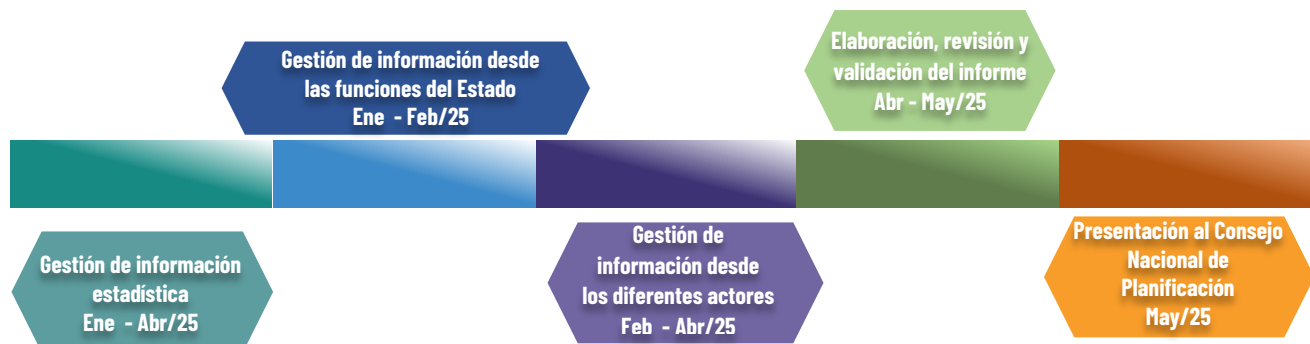 Gestión de información desde
las funciones del Estado
Ene - Feb/25
Elaboración, revisión y
validación del informe
Abr - May/25
Gestión de información
estadística
Ene - Abr/25
Gestión de
información desde
los diferentes actores
Feb - Abr/25
Presentación al Consejo
Nacional de
Planificación
May/25